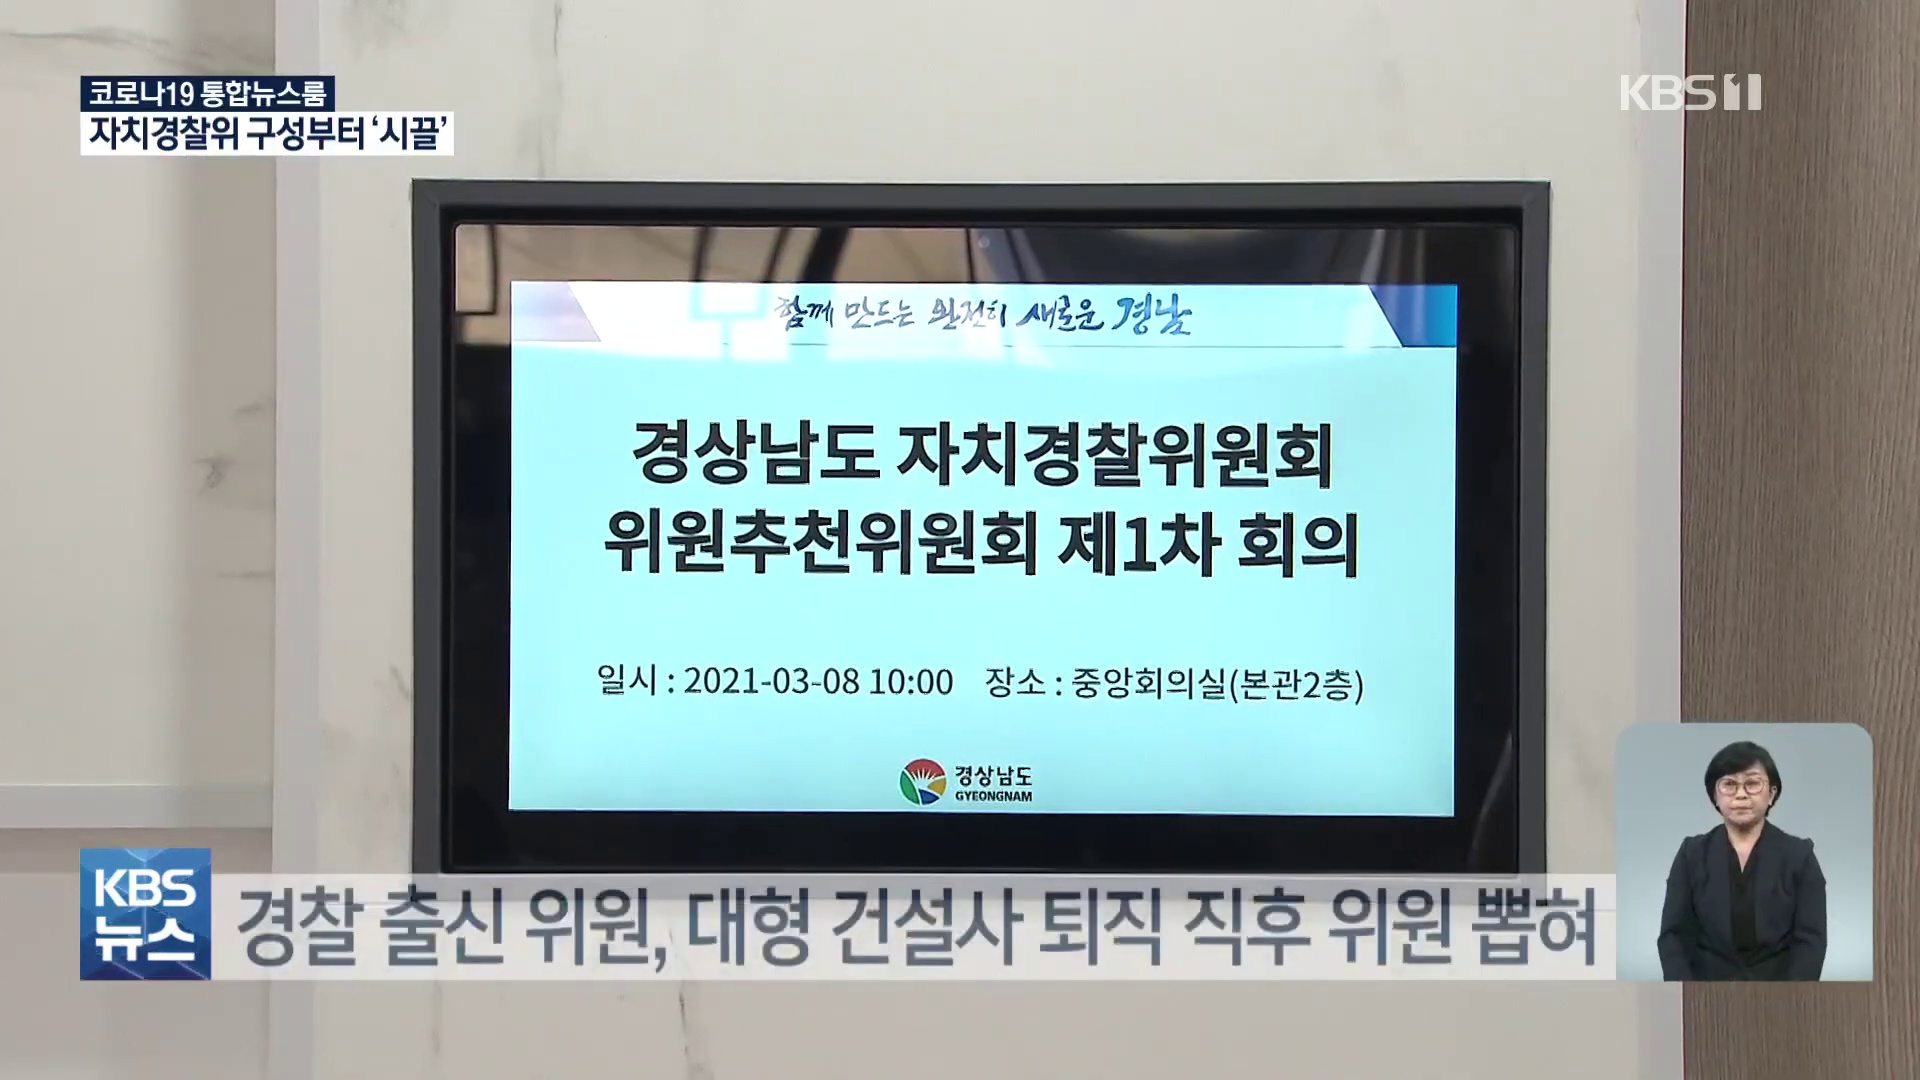 코로나19 통합뉴스룸
자치경찰위 구성부터 ‘시끌’
KBS 1
함께 만드는 완전히 새로운 경남
경상남도 자치경찰위원회
위원추천위원회 제1차 회의
일시 : 2021-03-08 10:00 장소 : 중앙회의실(본관2층)
경상남도
GYEONGNAM
KBS
뉴스
경찰 출신 위원, 대형 건설사 퇴직 직후 위원 뽑혀